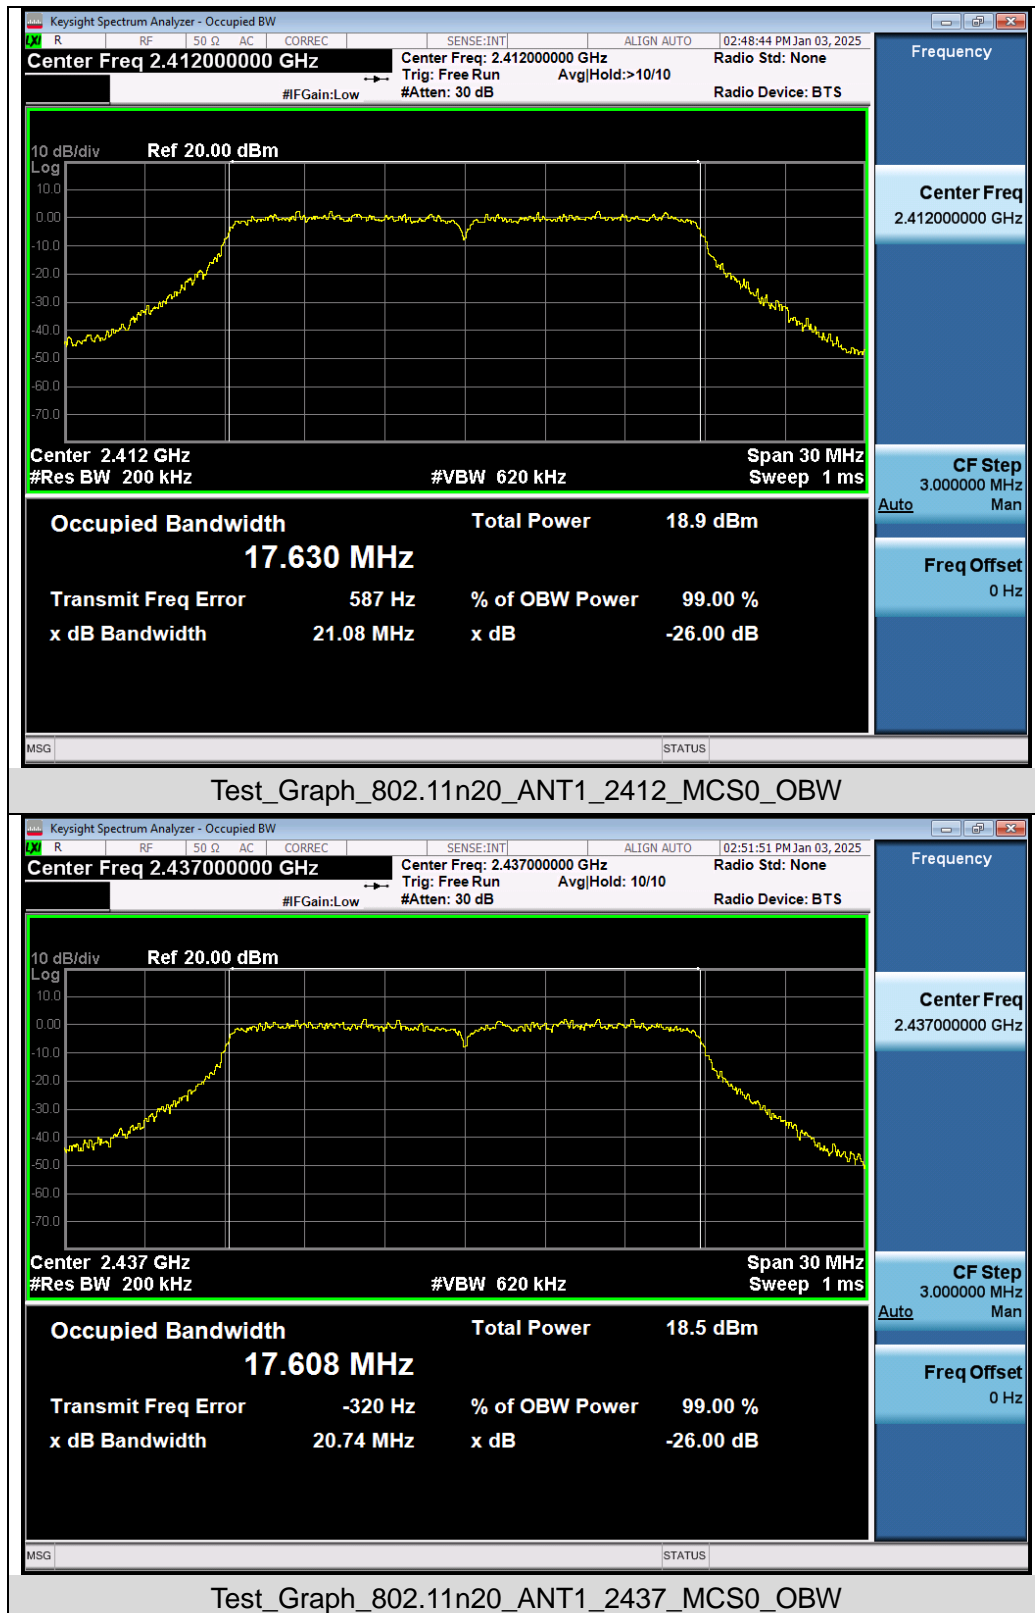 Keysight Spectrum Analyzer - Occupied BW
LXI R RF 50 Ω AC CORREC SENSE:INT ALIGN AUTO 02:48:44 PM Jan 03, 2025
Center Freq 2.412000000 GHz
Center Freq: 2.412000000 GHz Radio Std: None
Trig: Free Run Avg|Hold:>10/10
#IFGain:Low #Atten: 30 dB Radio Device: BTS
Frequency
10 dB/div Ref 20.00 dBm
Log
10.0
0.00
-10.0
-20.0
-30.0
-40.0
-50.0
-60.0
-70.0
Center 2.412 GHz Span 30 MHz
#Res BW 200 kHz #VBW 620 kHz Sweep 1 ms
Center Freq
2.412000000 GHz
CF Step
3.000000 MHz
Auto Man
Freq Offset
0 Hz
Occupied Bandwidth Total Power 18.9 dBm
17.630 MHz
Transmit Freq Error 587 Hz % of OBW Power 99.00 %
x dB Bandwidth 21.08 MHz x dB -26.00 dB
MSG STATUS
Test_Graph_802.11n20_ANT1_2412_MCS0_OBW
Keysight Spectrum Analyzer - Occupied BW
LXI R RF 50 Ω AC CORREC SENSE:INT ALIGN AUTO 02:51:51 PM Jan 03, 2025
Center Freq 2.437000000 GHz
Center Freq: 2.437000000 GHz Radio Std: None
Trig: Free Run Avg|Hold: 10/10
#IFGain:Low #Atten: 30 dB Radio Device: BTS
Frequency
10 dB/div Ref 20.00 dBm
Log
10.0
0.00
-10.0
-20.0
-30.0
-40.0
-50.0
-60.0
-70.0
Center 2.437 GHz Span 30 MHz
#Res BW 200 kHz #VBW 620 kHz Sweep 1 ms
Center Freq
2.437000000 GHz
CF Step
3.000000 MHz
Auto Man
Freq Offset
0 Hz
Occupied Bandwidth Total Power 18.5 dBm
17.608 MHz
Transmit Freq Error -320 Hz % of OBW Power 99.00 %
x dB Bandwidth 20.74 MHz x dB -26.00 dB
MSG STATUS
Test_Graph_802.11n20_ANT1_2437_MCS0_OBW